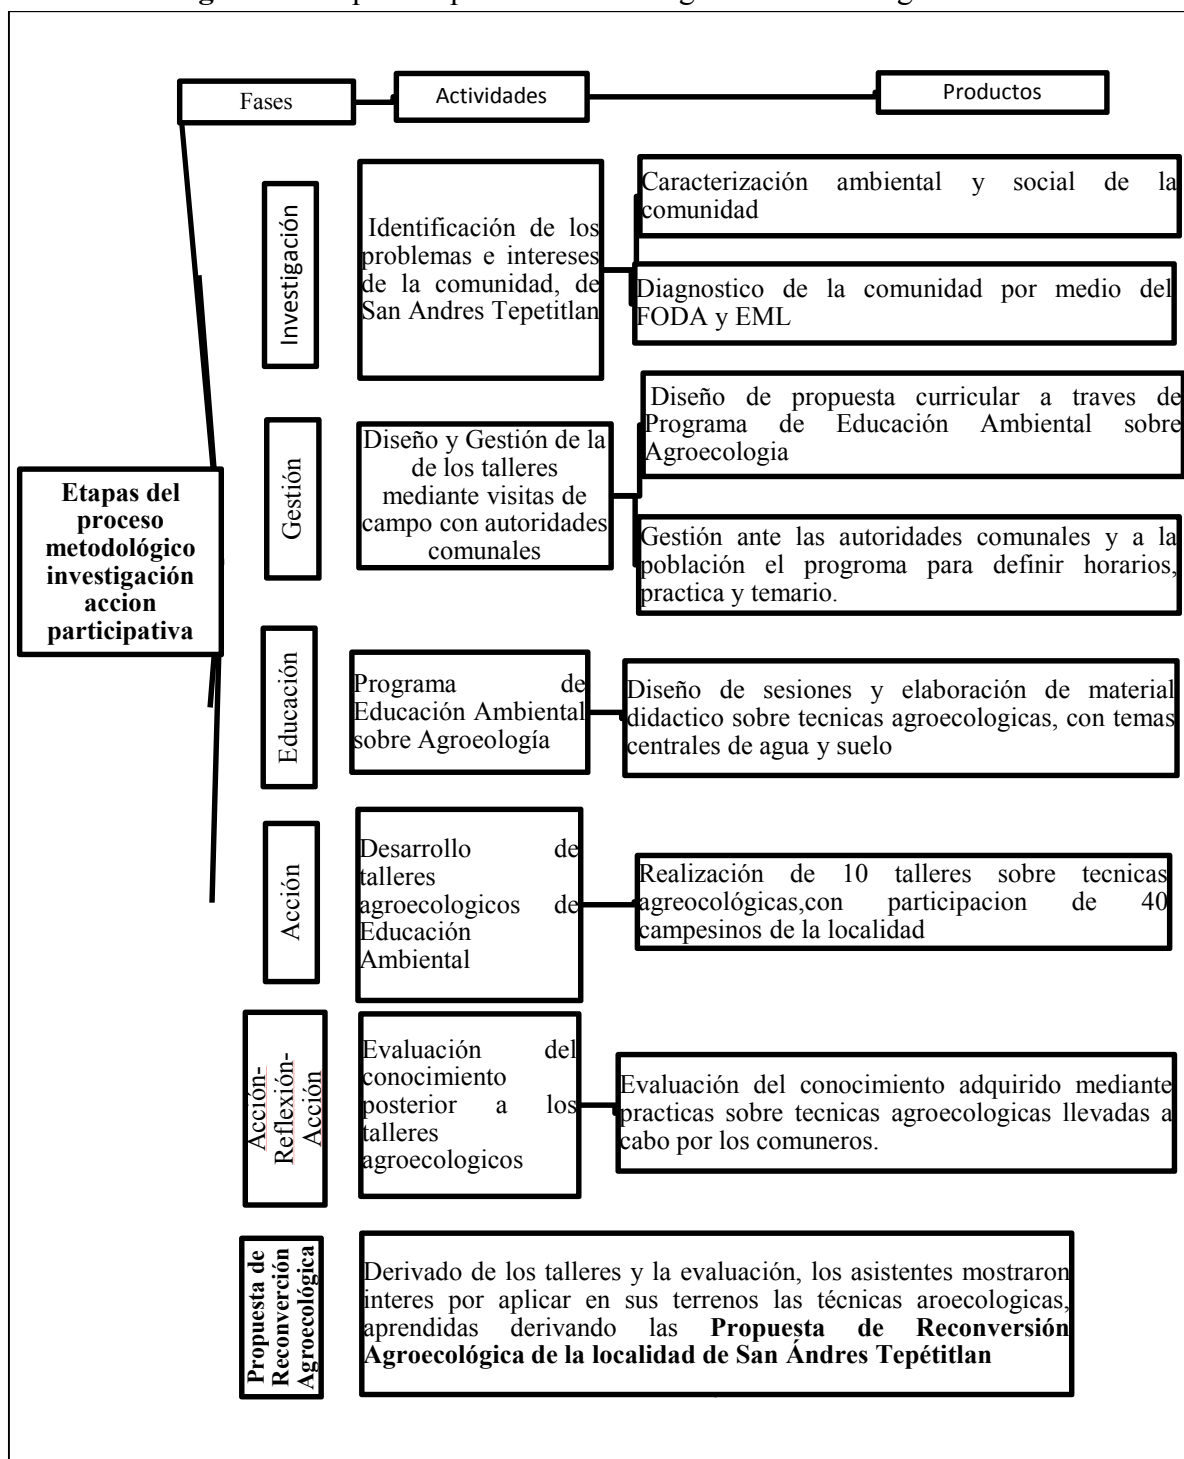 Fases
Actividades
Productos
Etapas del
proceso
metodológico
investigación
accion
participativa
Investigación
Identificación de los
problemas e intereses
de la comunidad, de
San Andres Tepetitlan
Caracterización ambiental y social de la
comunidad
Diagnostico de la comunidad por medio del
FODA y EML
Gestión
Diseño y Gestión de la
de los talleres
mediante visitas de
campo con autoridades
comunales
Diseño de propuesta curricular a traves de
Programa de Educación Ambiental sobre
Agroecologia
Gestión ante las autoridades comunales y a la
población el progroma para definir horarios,
practica y temario.
Educación
Programa de
Educación Ambiental
sobre Agroeología
Diseño de sesiones y elaboración de material
didactico sobre tecnicas agroecologicas, con temas
centrales de agua y suelo
Acción
Desarrollo de
talleres
agroecologicos de
Educación
Ambiental
Realización de 10 talleres sobre tecnicas
agreocológicas,con participacion de 40
campesinos de la localidad
Acción-
Reflexión-
Acción
Evaluación del
conocimiento
posterior a los
talleres
agroecologicos
Evaluación del conocimiento adquirido mediante
practicas sobre tecnicas agroecologicas llevadas a
cabo por los comuneros.
Propuesta de
Reconverción
Agroecológica
Derivado de los talleres y la evaluación, los asistentes mostraron
interes por aplicar en sus terrenos las técnicas aroecologicas,
aprendidas derivando las Propuesta de Reconversión
Agroecológica de la localidad de San Ándres Tepétitlan